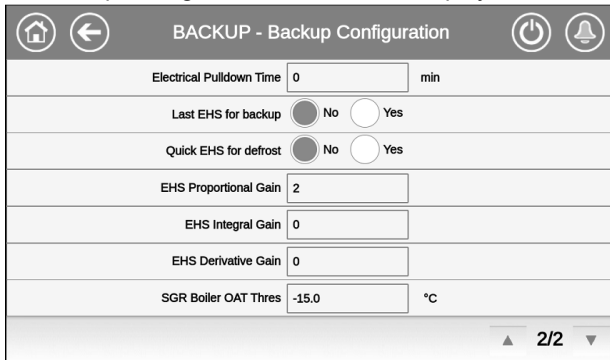 BACKUP - Backup Configuration
Electrical Pulldown Time 0 min
Last EHS for backup No Yes
Quick EHS for defrost No Yes
EHS Proportional Gain 2
EHS Integral Gain 0
EHS Derivative Gain 0
SGR Boiler OAT Thres -15.0 °C
2/2